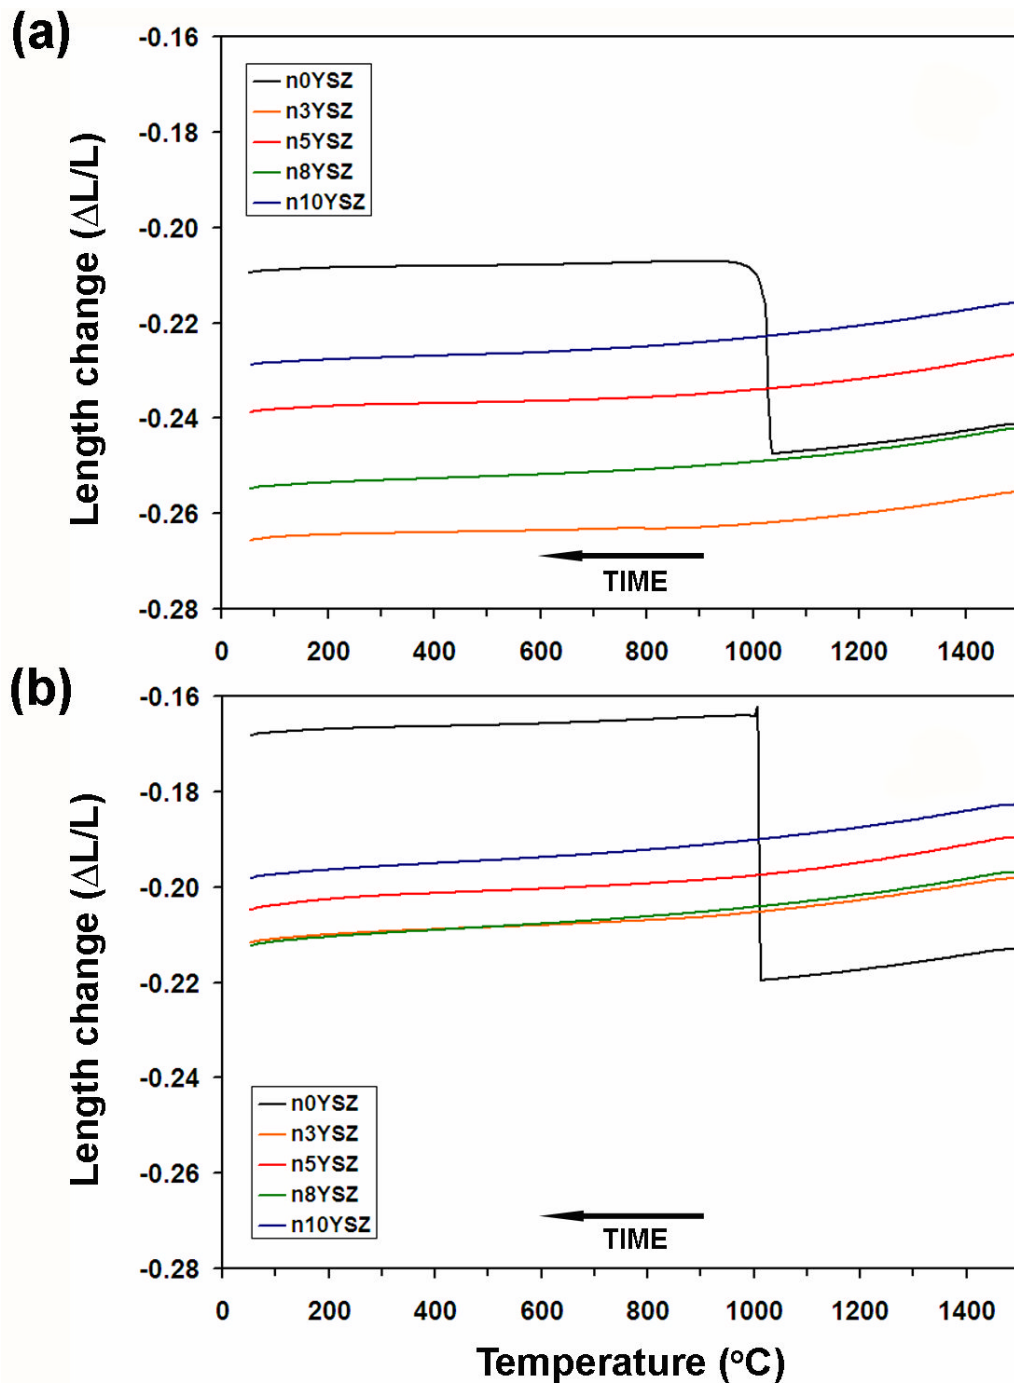 (a)
Length change (ΔL/L)
-0.16
-0.18
-0.20
-0.22
-0.24
-0.26
-0.28
n0YSZ
n3YSZ
n5YSZ
n8YSZ
n10YSZ
TIME
0 200 400 600 800 1000 1200 1400
(b)
Length change (ΔL/L)
-0.16
-0.18
-0.20
-0.22
-0.24
-0.26
-0.28
n0YSZ
n3YSZ
n5YSZ
n8YSZ
n10YSZ
TIME
0 200 400 600 800 1000 1200 1400
Temperature (°C)